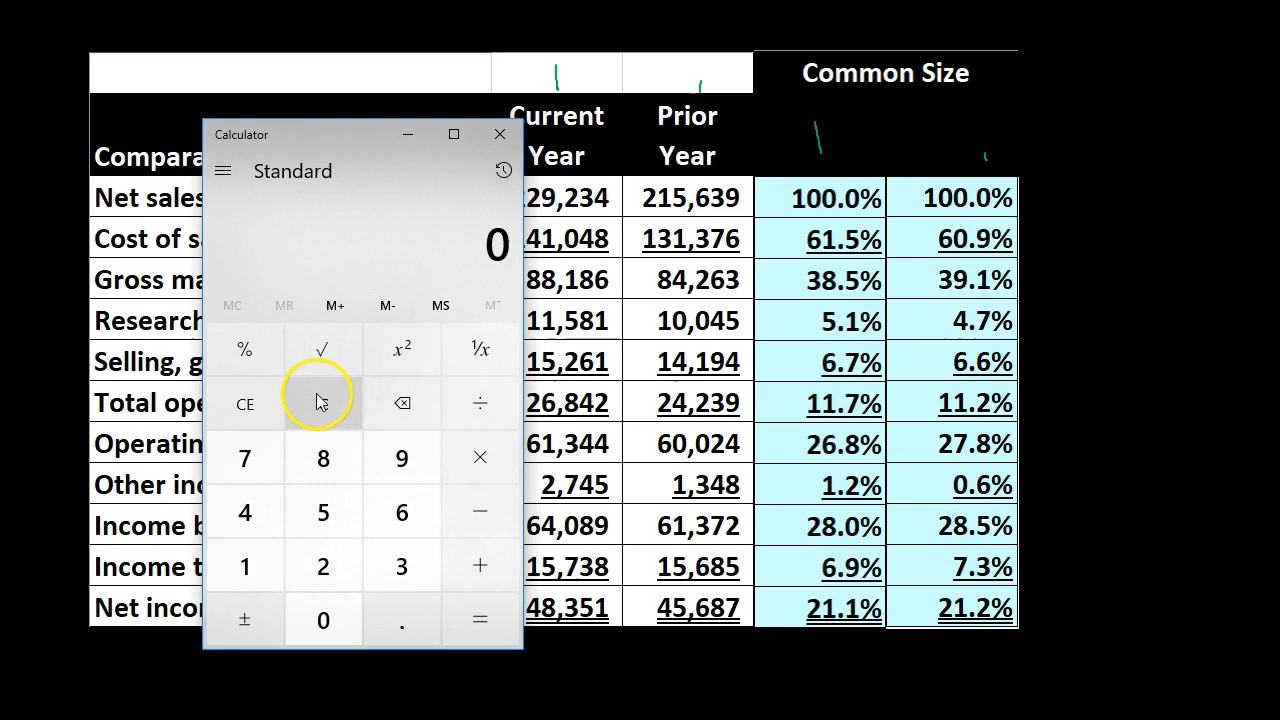 Common Size
Current Year Prior Year
Compara
Net sales 29,234 215,639 100.0% 100.0%
Cost of s 41,048 131,376 61.5% 60.9%
Gross ma 88,186 84,263 38.5% 39.1%
Research 11,581 10,045 5.1% 4.7%
Selling, g 15,261 14,194 6.7% 6.6%
Total ope 26,842 24,239 11.7% 11.2%
Operatin 61,344 60,024 26.8% 27.8%
Other inc 2,745 1,348 1.2% 0.6%
Income b 64,089 61,372 28.0% 28.5%
Income t 15,738 15,685 6.9% 7.3%
Net incor 48,351 45,687 21.1% 21.2%
Calculator
Standard
0
MC MR M+ M- MS M˅
% √ x² ¹/x
CE ⌫ ÷
7 8 9 ×
4 5 6 −
1 2 3 +
± 0 . =